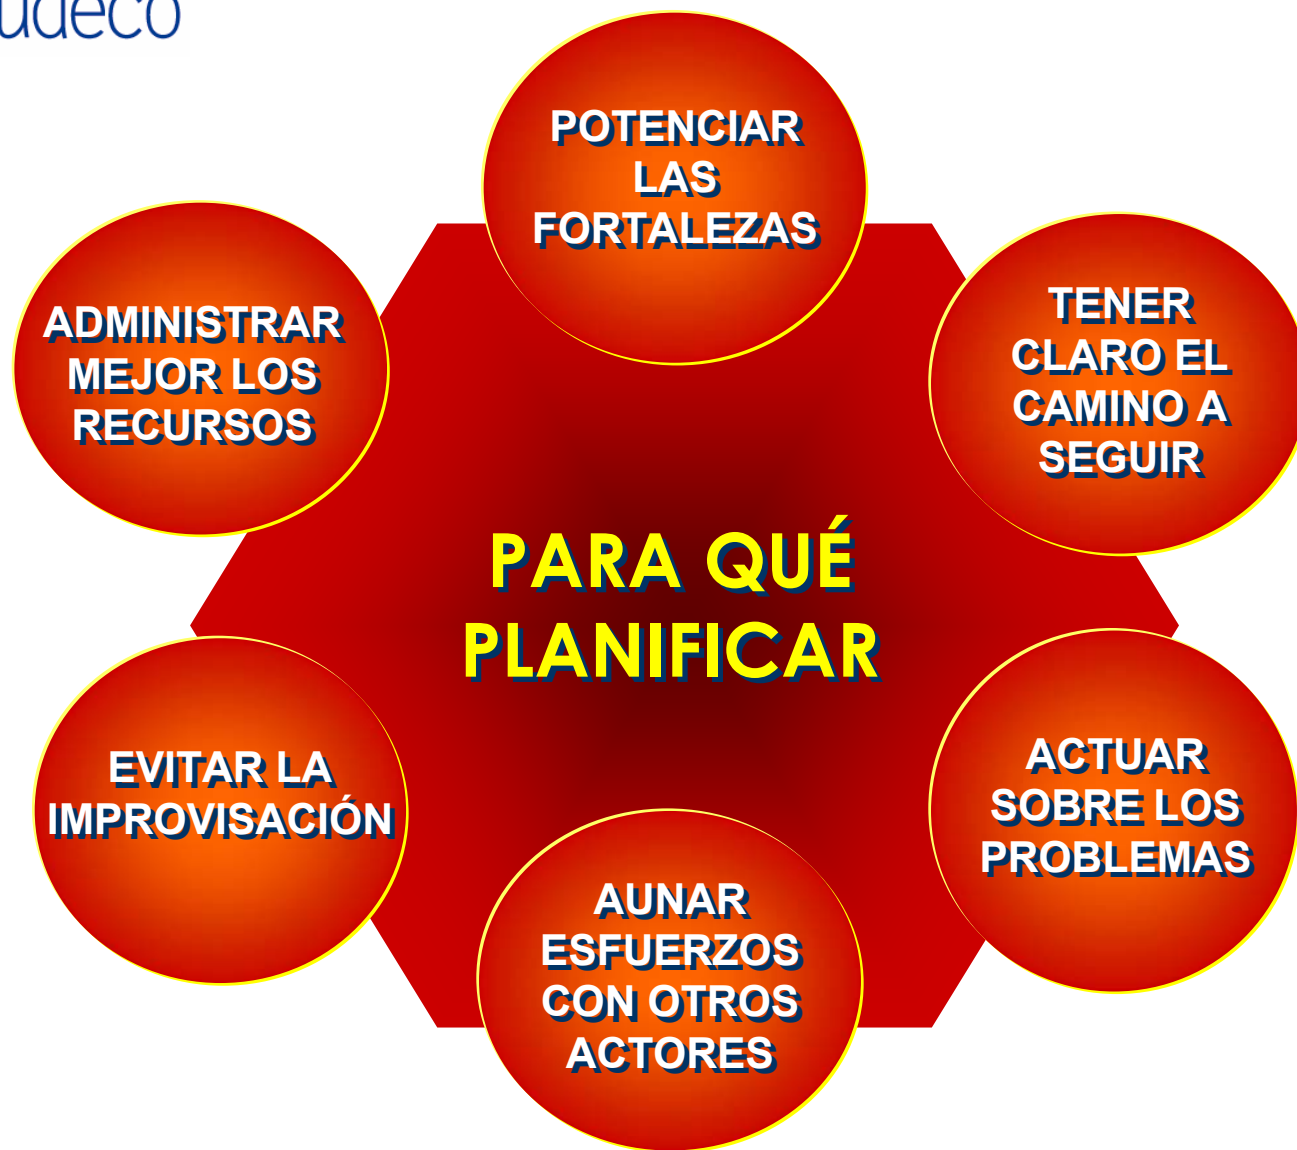 udeco
POTENCIAR
LAS
FORTALEZAS
TENER
CLARO EL
CAMINO A
SEGUIR
ADMINISTRAR
MEJOR LOS
RECURSOS
PARA QUÉ
PLANIFICAR
ACTUAR
SOBRE LOS
PROBLEMAS
EVITAR LA
IMPROVISACIÓN
AUNAR
ESFUERZOS
CON OTROS
ACTORES